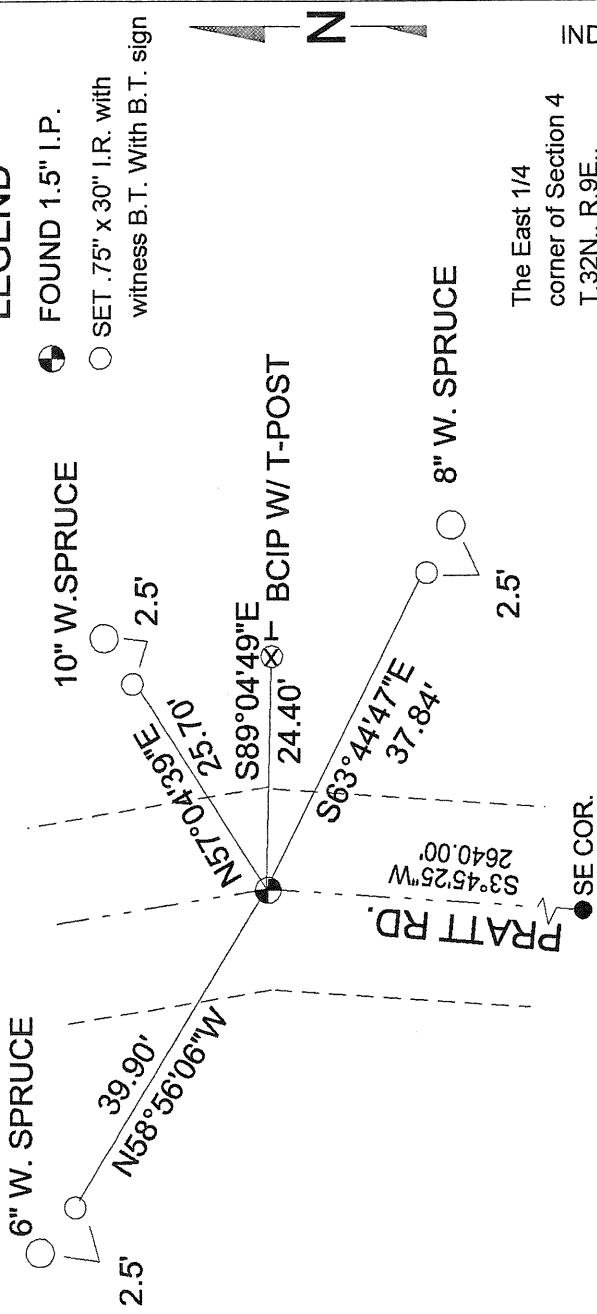 LEGEND
FOUND 1.5" I.P.
SET .75" x 30" I.R. with
witness B.T. With B.T. sign
N
6" W. SPRUCE
2.5'
39.90'
N58°56'06"W
10" W.SPRUCE
2.5'
N57°04'39"E
25.70'
S89°04'49"E
24.40'
BCIP W/ T-POST
S63°44'47"E
37.84'
8" W. SPRUCE
2.5'
PRATT RD.
S3°45'25"W
2640.00'
SE COR.
The East 1/4
corner of Section 4
T.32N., R.9E.,
IND